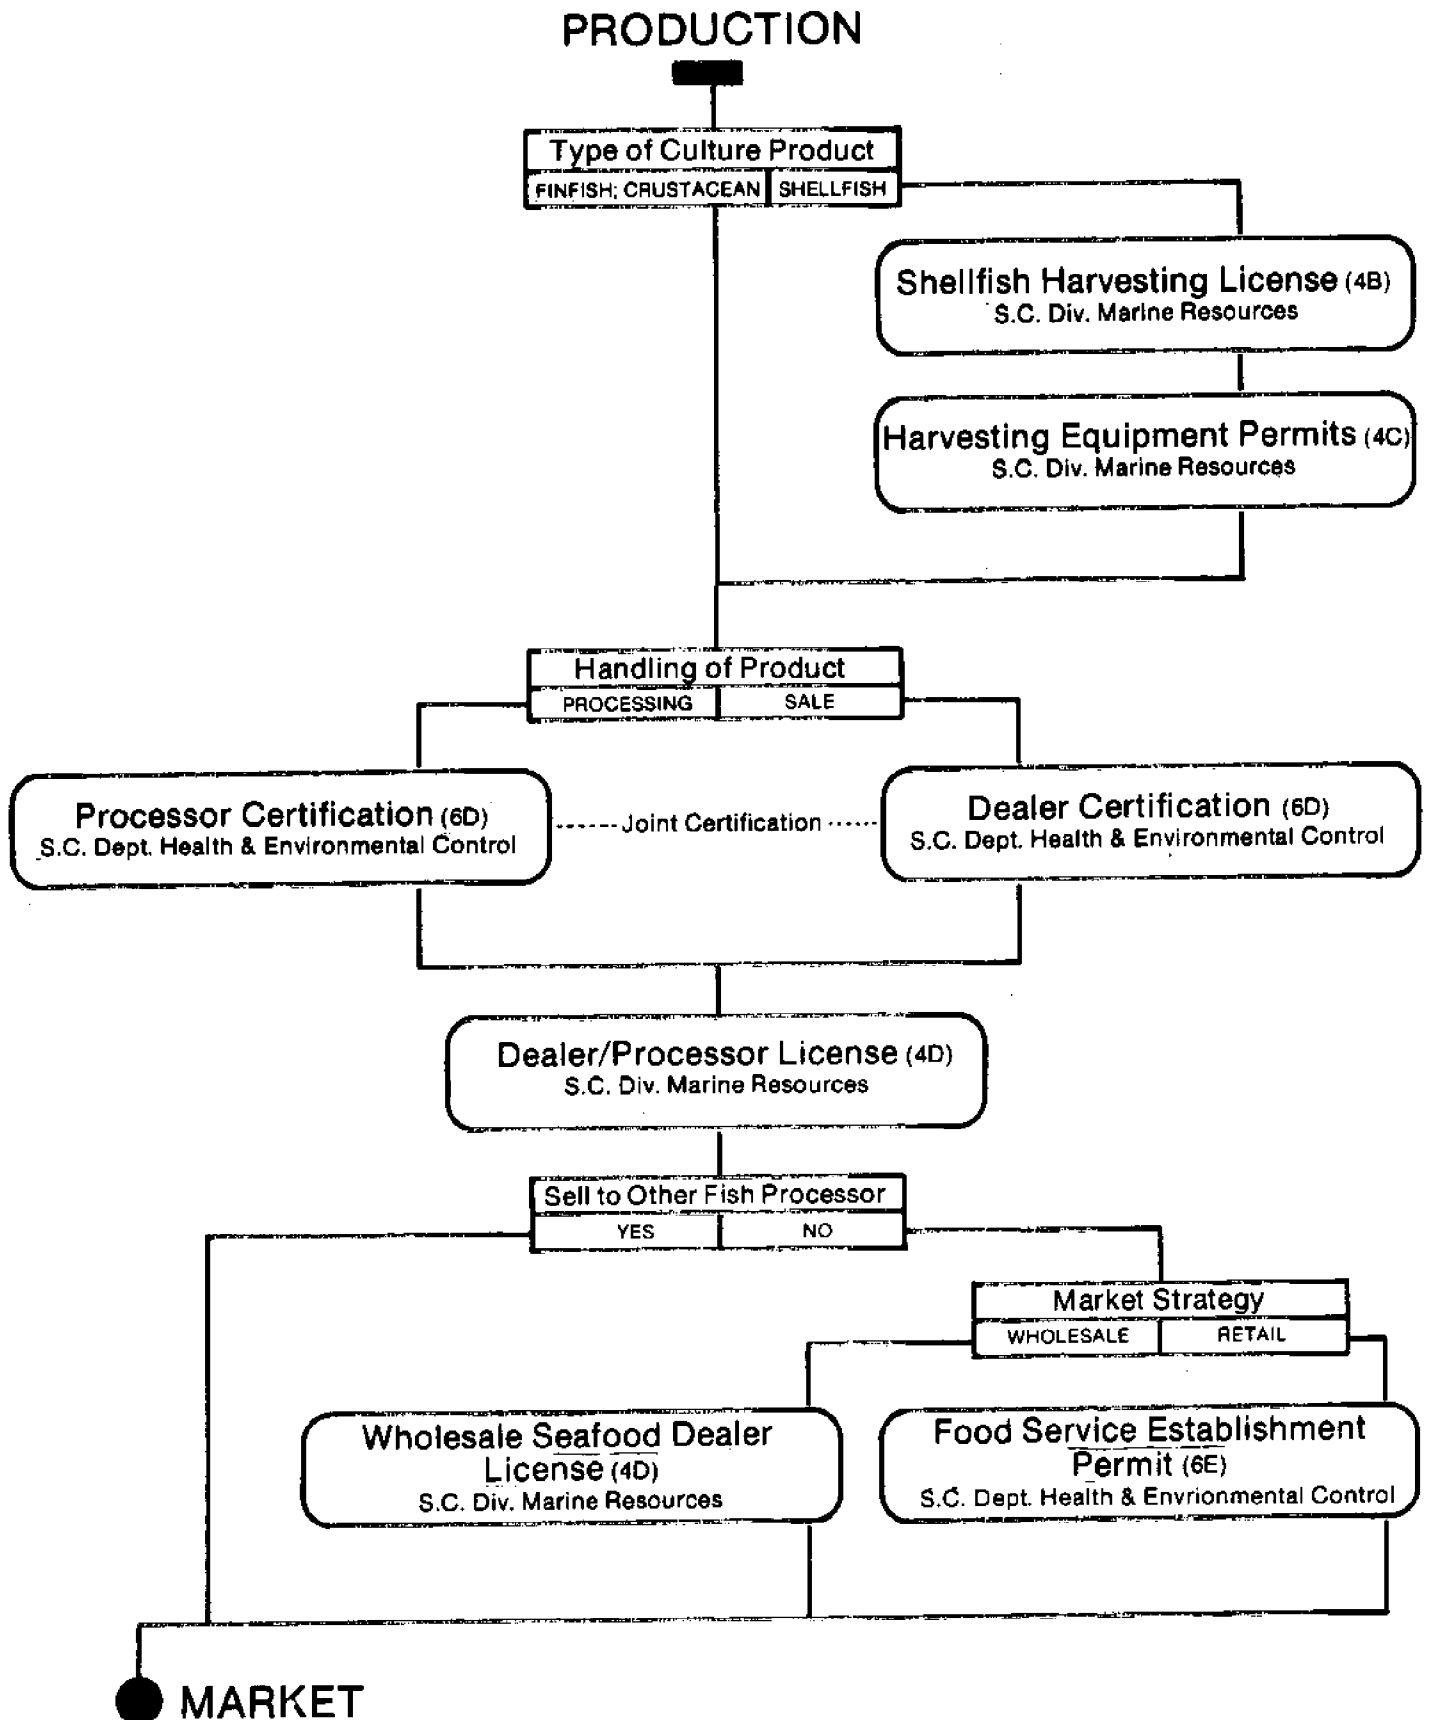 PRODUCTION
Type of Culture Product
FINFISH; CRUSTACEAN SHELLFISH
Shellfish Harvesting License (4B)
S.C. Div. Marine Resources
Harvesting Equipment Permits (4C)
S.C. Div. Marine Resources
Handling of Product
PROCESSING SALE
Processor Certification (6D)
S.C. Dept. Health & Environmental Control
Joint Certification
Dealer Certification (6D)
S.C. Dept. Health & Environmental Control
Dealer/Processor License (4D)
S.C. Div. Marine Resources
Sell to Other Fish Processor
YES NO
Market Strategy
WHOLESALE RETAIL
Wholesale Seafood Dealer
License (4D)
S.C. Div. Marine Resources
Food Service Establishment
Permit (6E)
S.C. Dept. Health & Envrionmental Control
MARKET